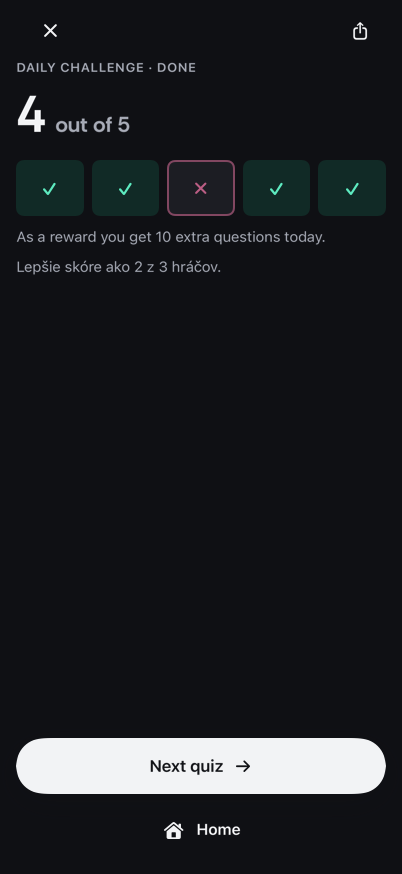 DAILY CHALLENGE · DONE
4 out of 5
As a reward you get 10 extra questions today.
Lepšie skóre ako 2 z 3 hráčov.
Next quiz →
Home